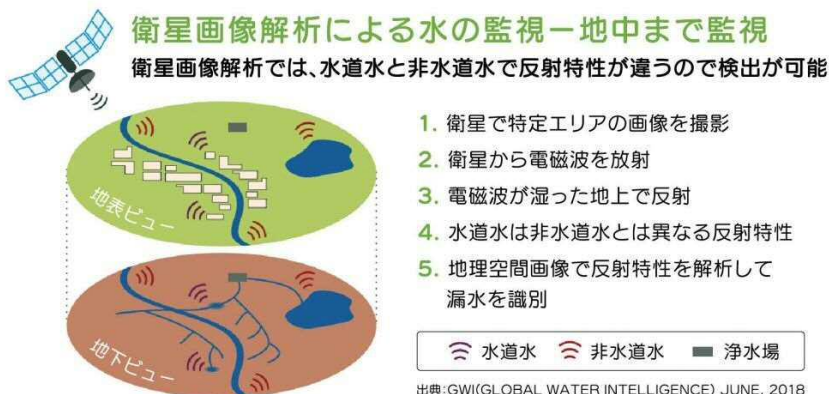 衛星画像解析による水の監視－地中まで監視
衛星画像解析では、水道水と非水道水で反射特性が違うので検出が可能
地表ビュー
地下ビュー
1. 衛星で特定エリアの画像を撮影
2. 衛星から電磁波を放射
3. 電磁波が湿った地上で反射
4. 水道水は非水道水とは異なる反射特性
5. 地理空間画像で反射特性を解析して
漏水を識別
水道水 非水道水 浄水場
出典:GWI(GLOBAL WATER INTELLIGENCE) JUNE, 2018